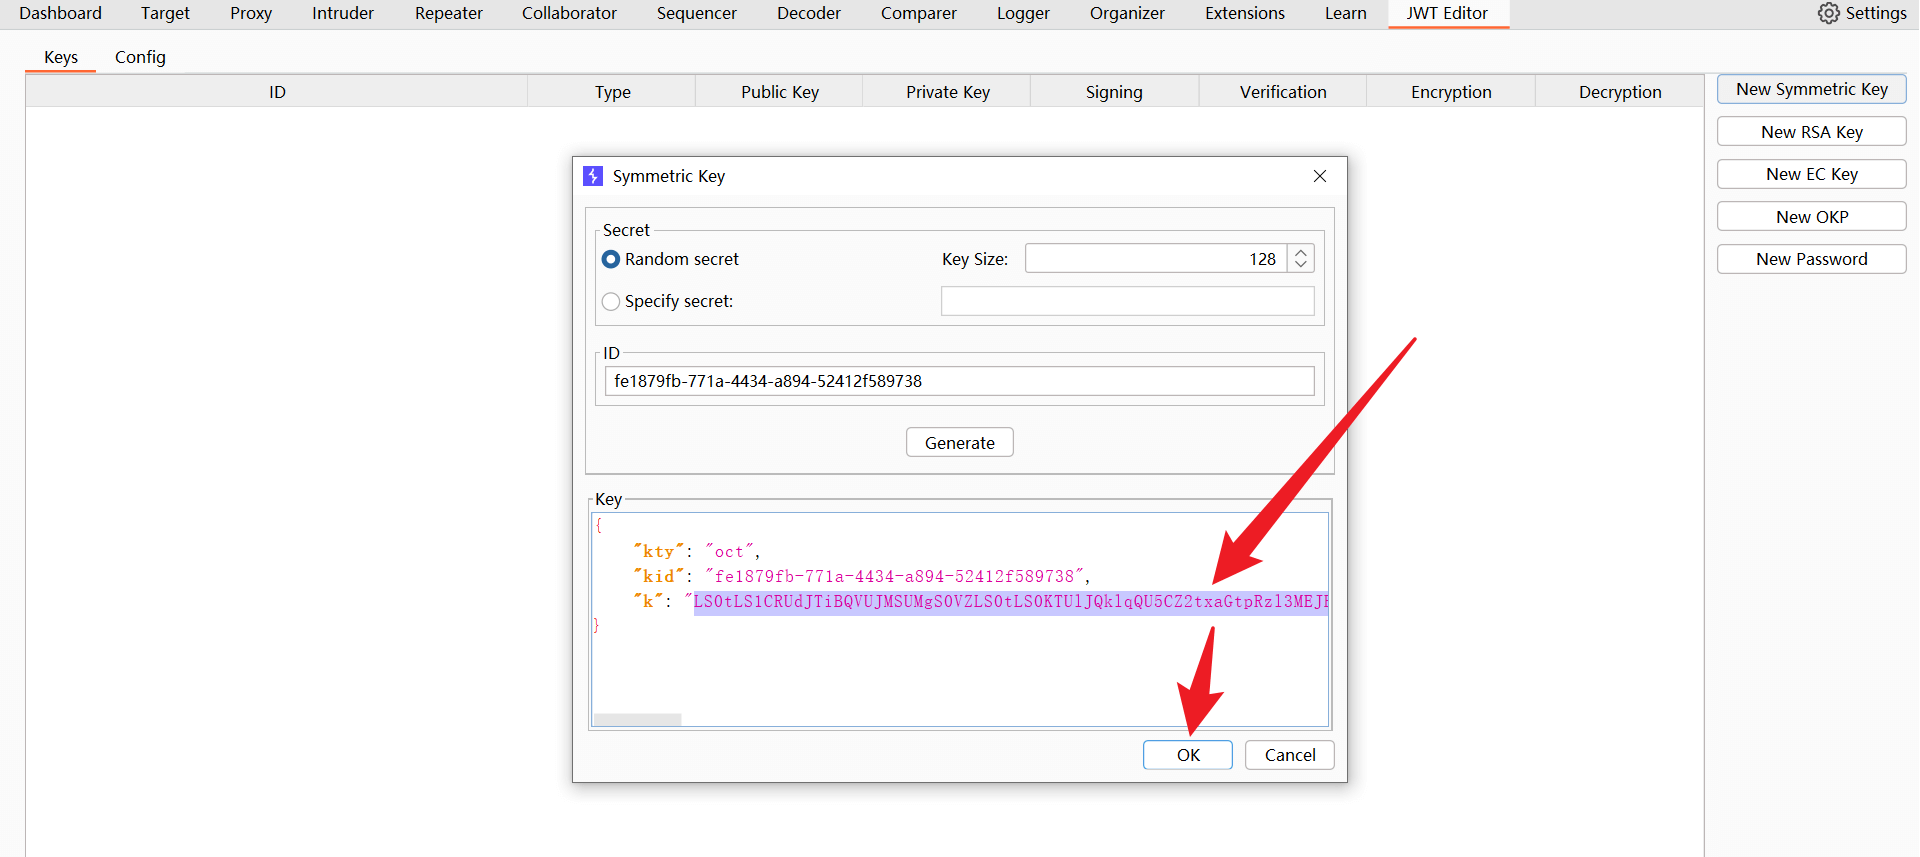 Dashboard Target Proxy Intruder Repeater Collaborator Sequencer Decoder Comparer Logger Organizer Extensions Learn JWT Editor Settings
Keys Config
ID Type Public Key Private Key Signing Verification Encryption Decryption
New Symmetric Key
New RSA Key
New EC Key
New OKP
New Password
Symmetric Key
Secret
Random secret Key Size: 128
Specify secret:
ID
fe1879fb-771a-4434-a894-52412f589738
Generate
Key
{
"kty": "oct",
"kid": "fe1879fb-771a-4434-a894-52412f589738",
"k": "LS0tLS1CRUdJTiBQVUJMSUMgS0VZLS0tLS0KTUlJQklqQU5CZ2txaGtpRzl3MEJ
}
OK Cancel